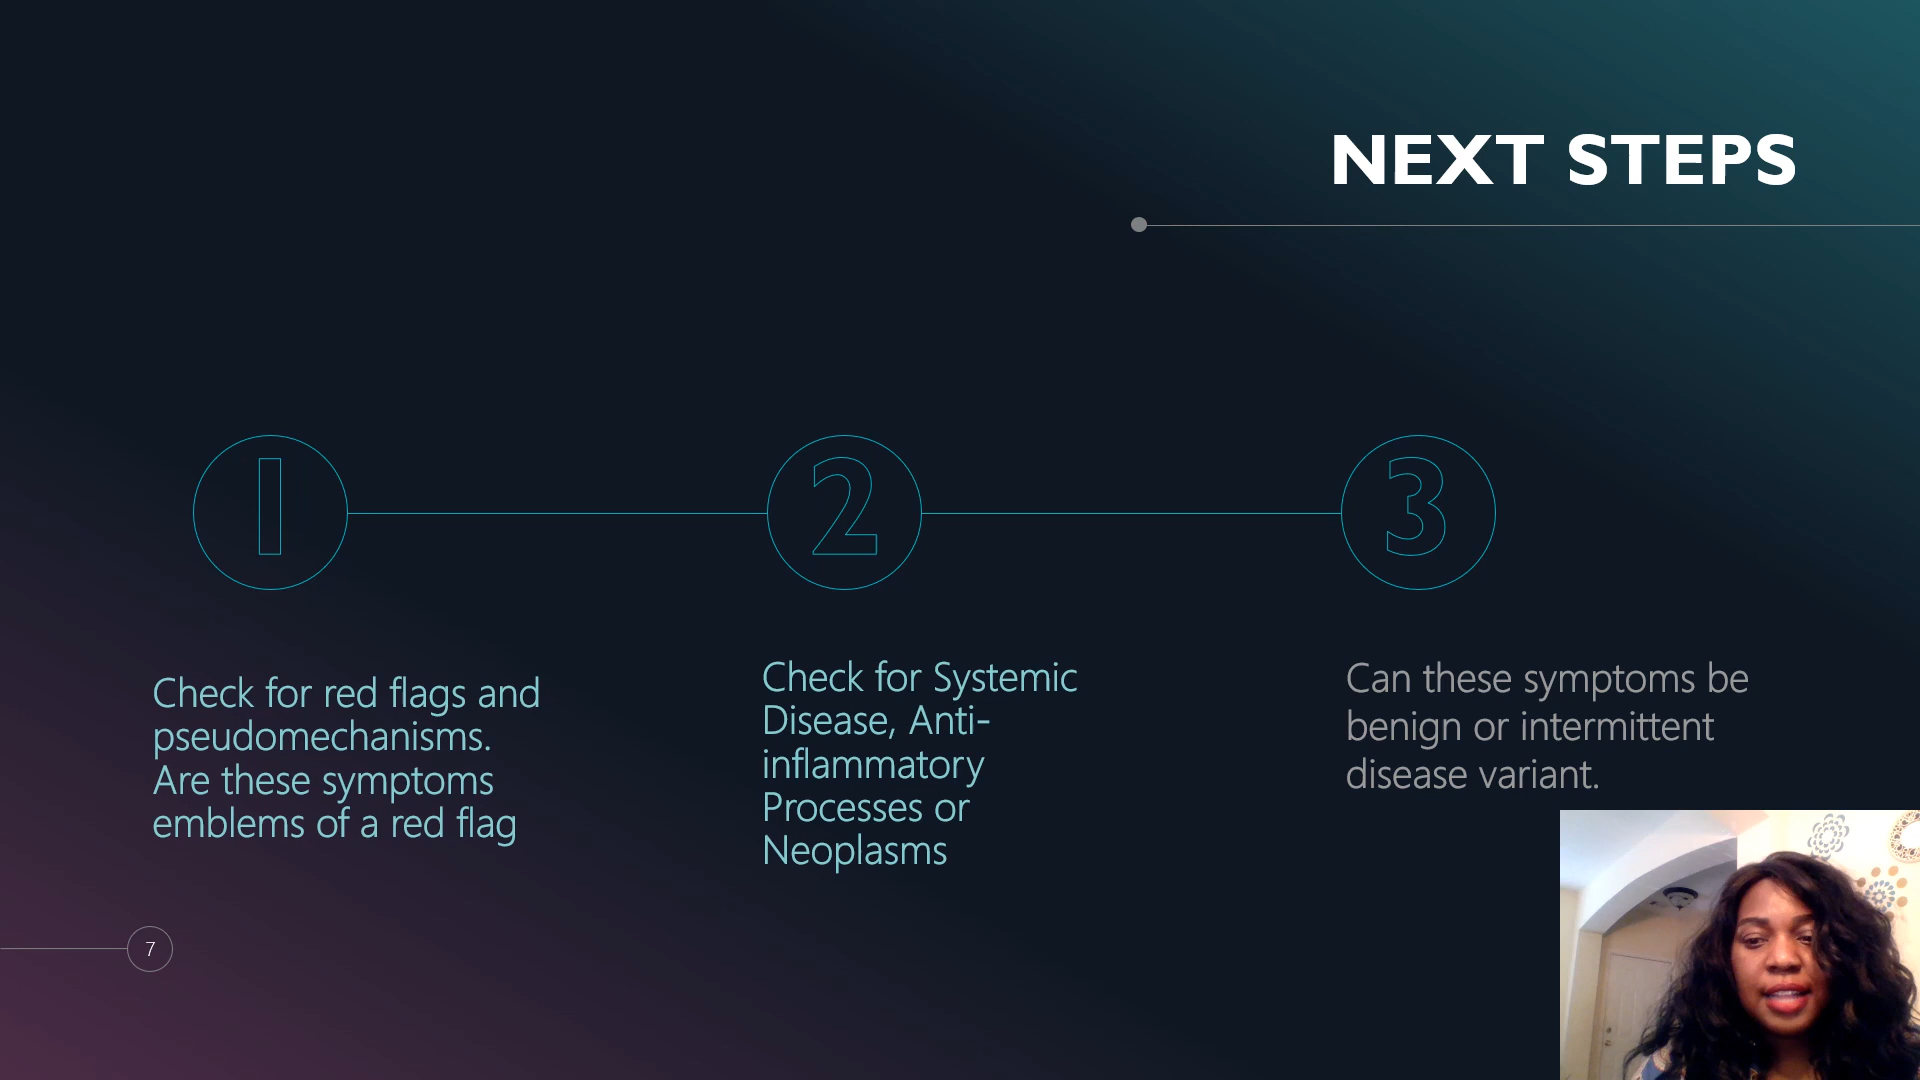 NEXT STEPS
1
2
3
Check for red flags and
pseudomechanisms.
Are these symptoms
emblems of a red flag
Check for Systemic
Disease, Anti-
inflammatory
Processes or
Neoplasms
Can these symptoms be
benign or intermittent
disease variant.
7